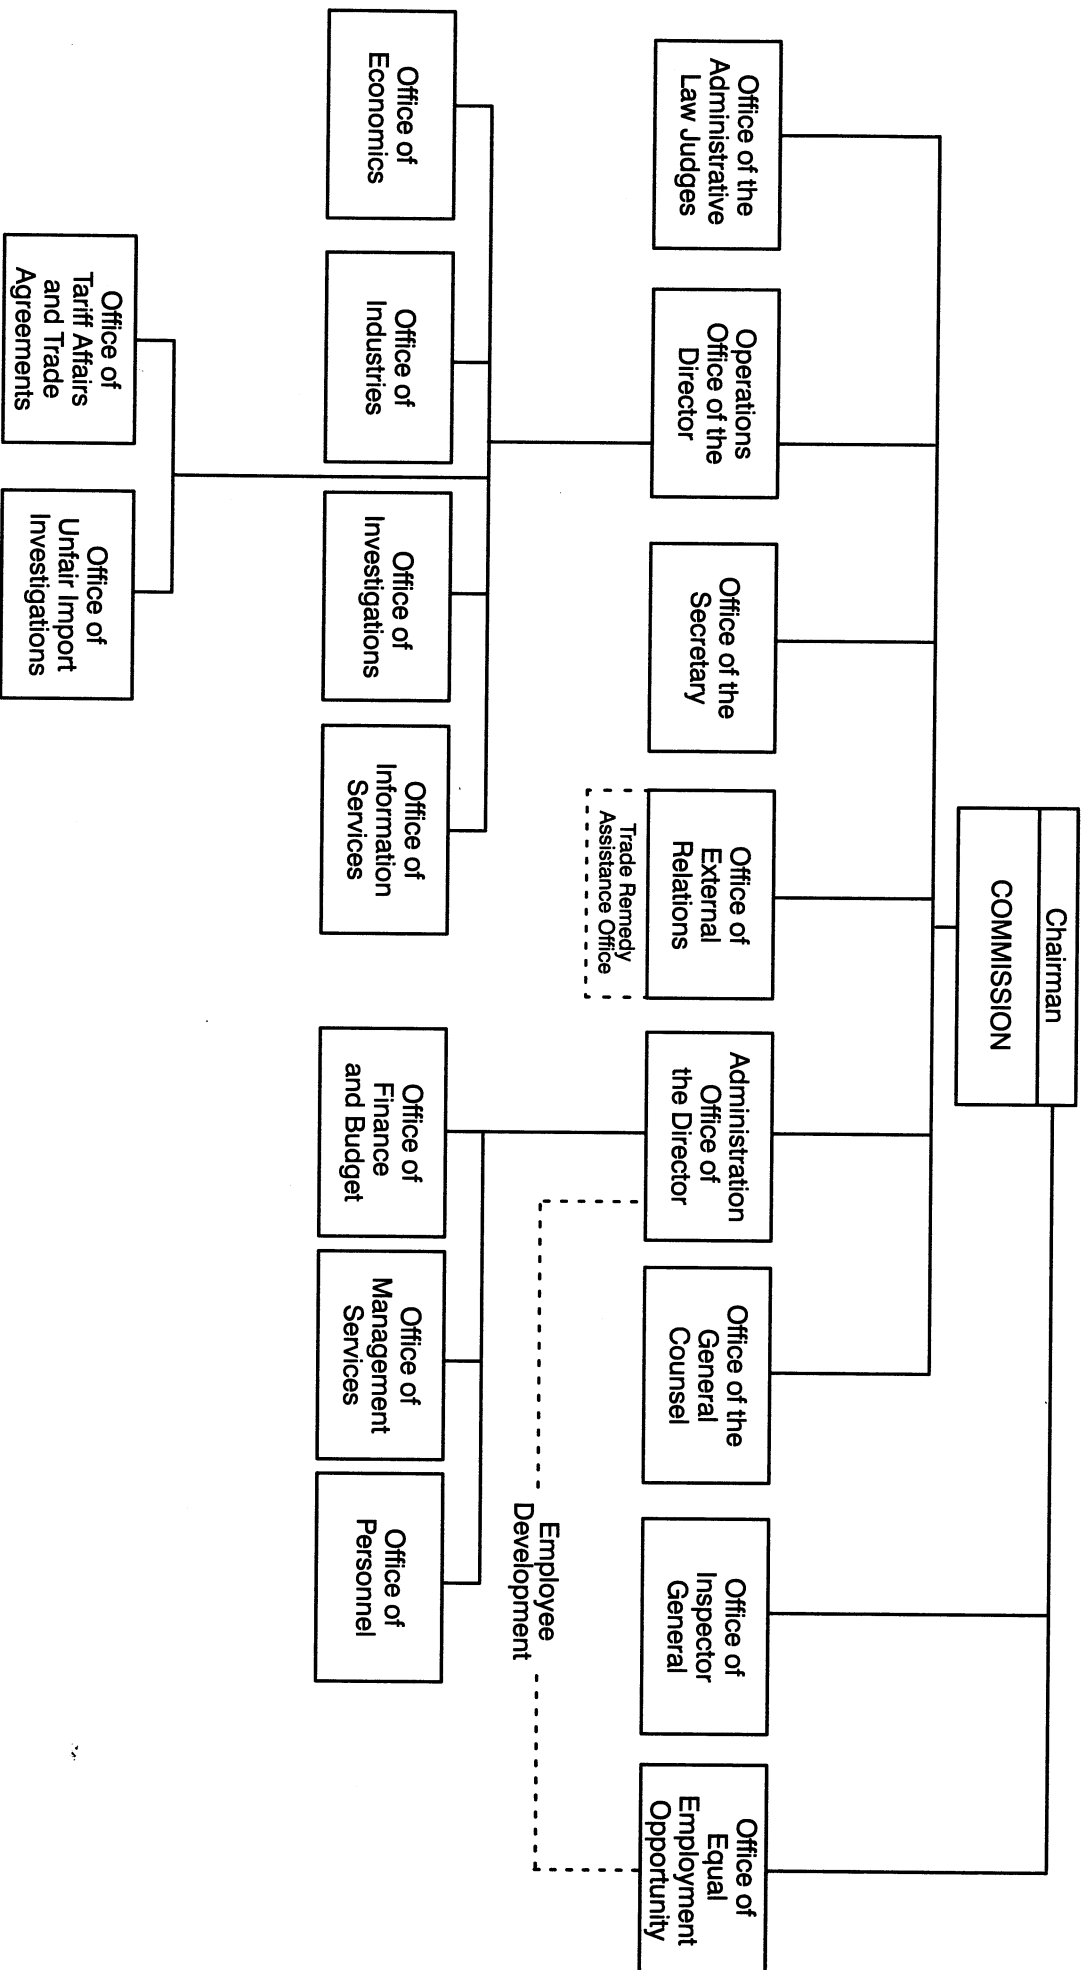 Chairman
COMMISSION
Office of the
Administrative
Law Judges
Operations
Office of the
Director
Office of the
Secretary
Office of
External
Relations
Trade Remedy
Assistance Office
Administration
Office of
the Director
Office of the
General
Counsel
Office of
Inspector
General
Office of
Equal
Employment
Opportunity
Employee
Development
Office of
Economics
Office of
Industries
Office of
Investigations
Office of
Information
Services
Office of
Finance
and Budget
Office of
Management
Services
Office of
Personnel
Office of
Tariff Affairs
and Trade
Agreements
Office of
Unfair Import
Investigations